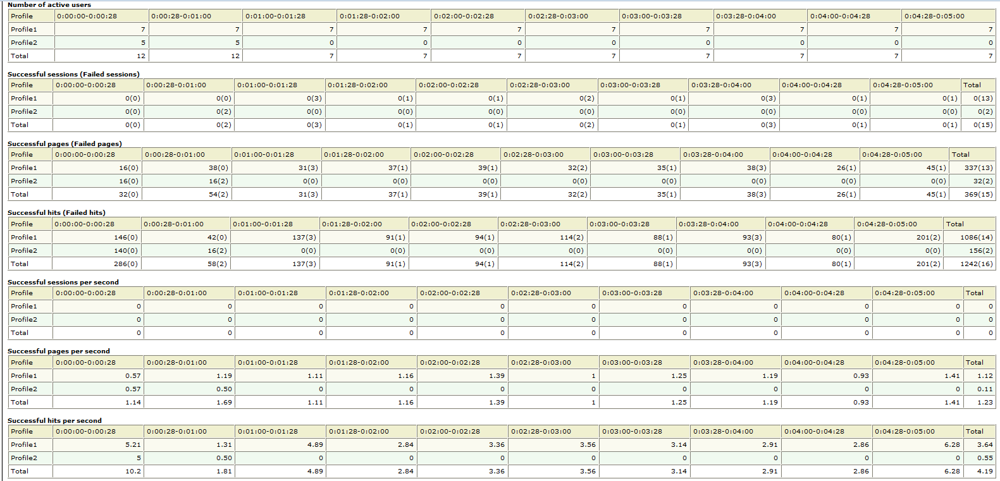 Number of active users
Profile 0:00:00-0:00:28 0:00:28-0:01:00 0:01:00-0:01:28 0:01:28-0:02:00 0:02:00-0:02:28 0:02:28-0:03:00 0:03:00-0:03:28 0:03:28-0:04:00 0:04:00-0:04:28 0:04:28-0:05:00
Profile1 7 7 7 7 7 7 7 7 7 7
Profile2 5 5 0 0 0 0 0 0 0 0
Total 12 12 7 7 7 7 7 7 7 7
Successful sessions (Failed sessions)
Profile 0:00:00-0:00:28 0:00:28-0:01:00 0:01:00-0:01:28 0:01:28-0:02:00 0:02:00-0:02:28 0:02:28-0:03:00 0:03:00-0:03:28 0:03:28-0:04:00 0:04:00-0:04:28 0:04:28-0:05:00 Total
Profile1 0(0) 0(0) 0(3) 0(1) 0(1) 0(2) 0(1) 0(3) 0(1) 0(1) 0(13)
Profile2 0(0) 0(2) 0(0) 0(0) 0(0) 0(0) 0(0) 0(0) 0(0) 0(0) 0(2)
Total 0(0) 0(2) 0(3) 0(1) 0(1) 0(2) 0(1) 0(3) 0(1) 0(1) 0(15)
Successful pages (Failed pages)
Profile 0:00:00-0:00:28 0:00:28-0:01:00 0:01:00-0:01:28 0:01:28-0:02:00 0:02:00-0:02:28 0:02:28-0:03:00 0:03:00-0:03:28 0:03:28-0:04:00 0:04:00-0:04:28 0:04:28-0:05:00 Total
Profile1 16(0) 38(0) 31(3) 37(1) 39(1) 32(2) 35(1) 38(3) 26(1) 45(1) 337(13)
Profile2 16(0) 16(2) 0(0) 0(0) 0(0) 0(0) 0(0) 0(0) 0(0) 0(0) 32(2)
Total 32(0) 54(2) 31(3) 37(1) 39(1) 32(2) 35(1) 38(3) 26(1) 45(1) 369(15)
Successful hits (Failed hits)
Profile 0:00:00-0:00:28 0:00:28-0:01:00 0:01:00-0:01:28 0:01:28-0:02:00 0:02:00-0:02:28 0:02:28-0:03:00 0:03:00-0:03:28 0:03:28-0:04:00 0:04:00-0:04:28 0:04:28-0:05:00 Total
Profile1 146(0) 42(0) 137(3) 91(1) 94(1) 114(2) 88(1) 93(3) 80(1) 201(2) 1086(14)
Profile2 140(0) 16(2) 0(0) 0(0) 0(0) 0(0) 0(0) 0(0) 0(0) 0(0) 156(2)
Total 286(0) 58(2) 137(3) 91(1) 94(1) 114(2) 88(1) 93(3) 80(1) 201(2) 1242(16)
Successful sessions per second
Profile 0:00:00-0:00:28 0:00:28-0:01:00 0:01:00-0:01:28 0:01:28-0:02:00 0:02:00-0:02:28 0:02:28-0:03:00 0:03:00-0:03:28 0:03:28-0:04:00 0:04:00-0:04:28 0:04:28-0:05:00 Total
Profile1 0 0 0 0 0 0 0 0 0 0 0
Profile2 0 0 0 0 0 0 0 0 0 0 0
Total 0 0 0 0 0 0 0 0 0 0 0
Successful pages per second
Profile 0:00:00-0:00:28 0:00:28-0:01:00 0:01:00-0:01:28 0:01:28-0:02:00 0:02:00-0:02:28 0:02:28-0:03:00 0:03:00-0:03:28 0:03:28-0:04:00 0:04:00-0:04:28 0:04:28-0:05:00 Total
Profile1 0.57 1.19 1.11 1.16 1.39 1 1.25 1.19 0.93 1.41 1.12
Profile2 0.57 0.50 0 0 0 0 0 0 0 0 0.11
Total 1.14 1.69 1.11 1.16 1.39 1 1.25 1.19 0.93 1.41 1.23
Successful hits per second
Profile 0:00:00-0:00:28 0:00:28-0:01:00 0:01:00-0:01:28 0:01:28-0:02:00 0:02:00-0:02:28 0:02:28-0:03:00 0:03:00-0:03:28 0:03:28-0:04:00 0:04:00-0:04:28 0:04:28-0:05:00 Total
Profile1 5.21 1.31 4.89 2.84 3.36 3.56 3.14 2.91 2.86 6.28 3.64
Profile2 5 0.50 0 0 0 0 0 0 0 0 0.55
Total 10.2 1.81 4.89 2.84 3.36 3.56 3.14 2.91 2.86 6.28 4.19